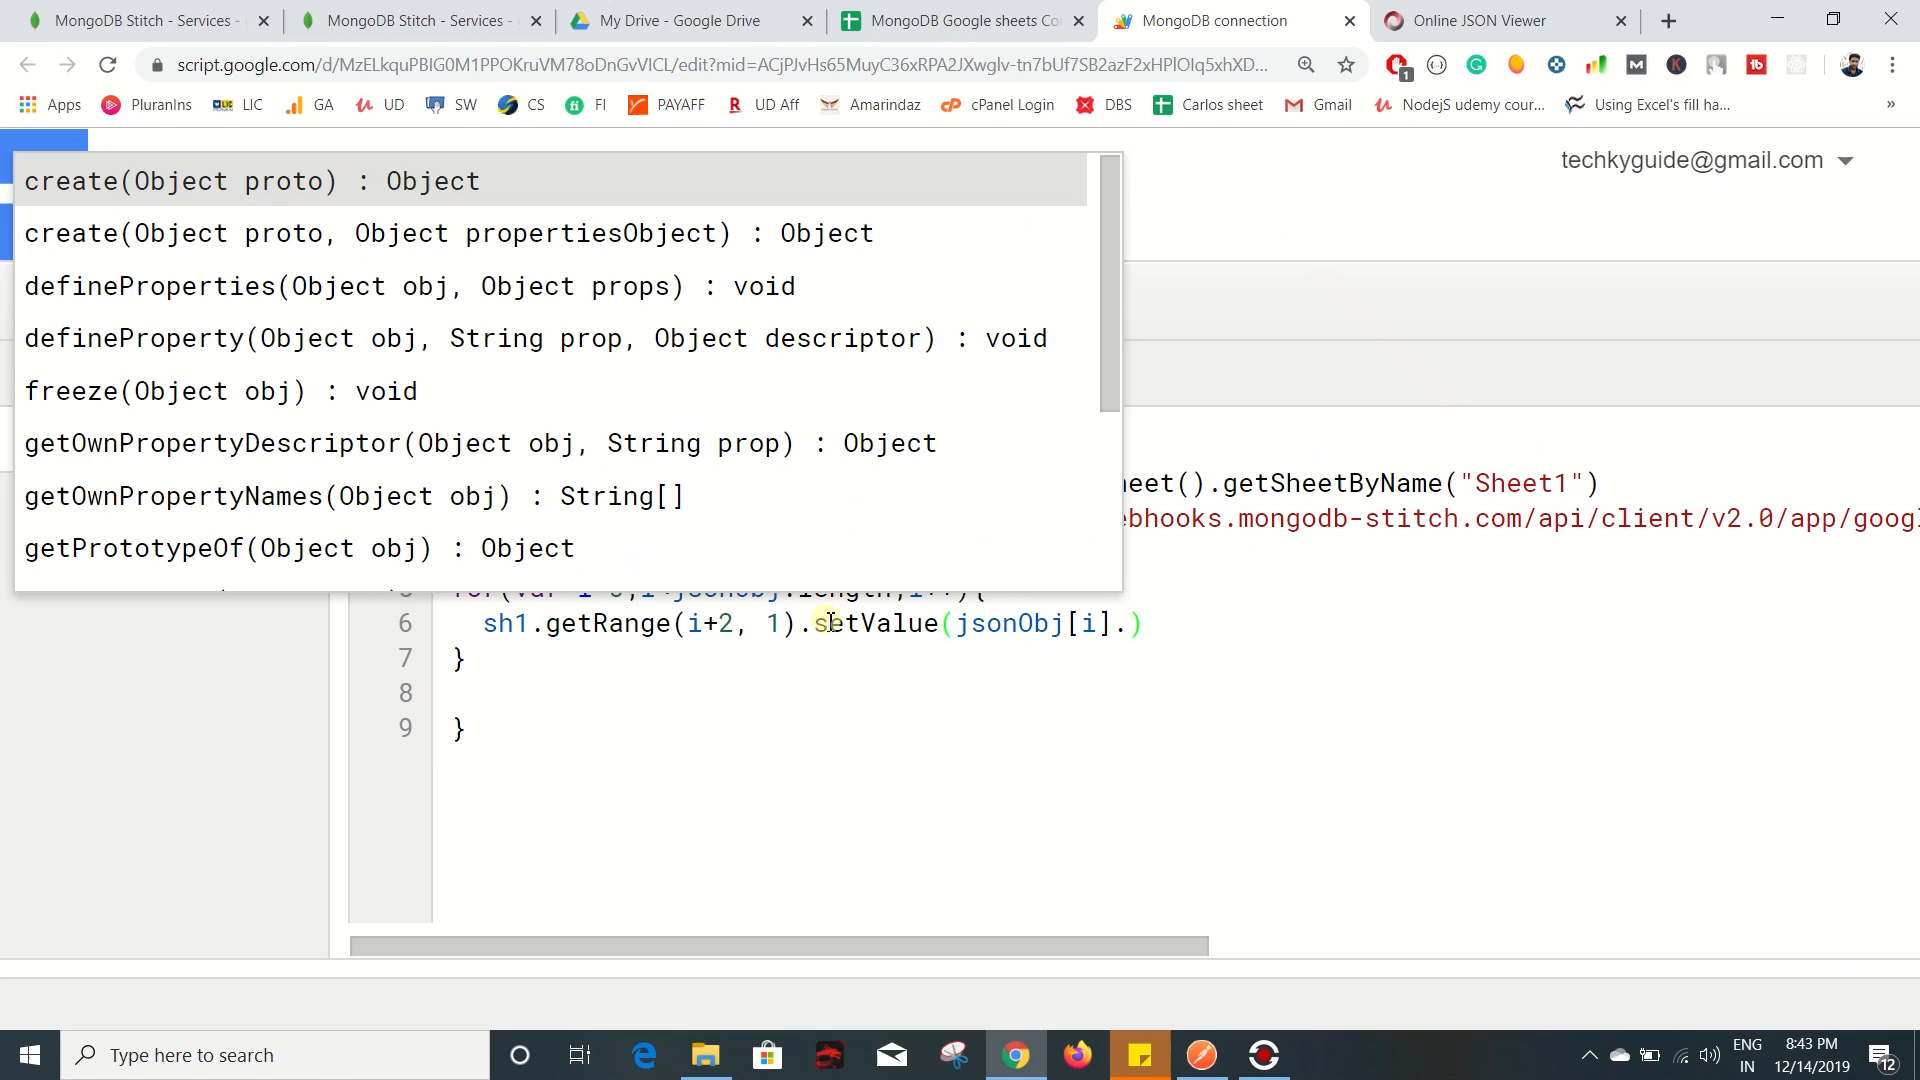 MongoDB Stitch - Services -
MongoDB Stitch - Services -
My Drive - Google Drive
MongoDB Google sheets Co
MongoDB connection
Online JSON Viewer
script.google.com/d/MzELkquPBIG0M1PPOKruVM78oDnGvVICL/edit?mid=ACjPJvHs65MuyC36xRPA2JXwglv-tn7bUf7SB2azF2xHPlOIq5xhXD...
1
Apps
PluranIns
LIC
GA
UD
SW
CS
FI
PAYAFF
UD Aff
Amarindaz
cPanel Login
DBS
Carlos sheet
Gmail
NodejS udemy cour...
Using Excel's fill ha...
»
techkyguide@gmail.com
create(Object proto) : Object
create(Object proto, Object propertiesObject) : Object
defineProperties(Object obj, Object props) : void
defineProperty(Object obj, String prop, Object descriptor) : void
freeze(Object obj) : void
getOwnPropertyDescriptor(Object obj, String prop) : Object
getOwnPropertyNames(Object obj) : String[]
getPrototypeOf(Object obj) : Object
eet().getSheetByName("Sheet1")
ebhooks.mongodb-stitch.com/api/client/v2.0/app/googl
6 sh1.getRange(i+2, 1).setValue(jsonObj[i].)
7 }
8
9 }
Type here to search
ENG
IN
8:43 PM
12/14/2019
12